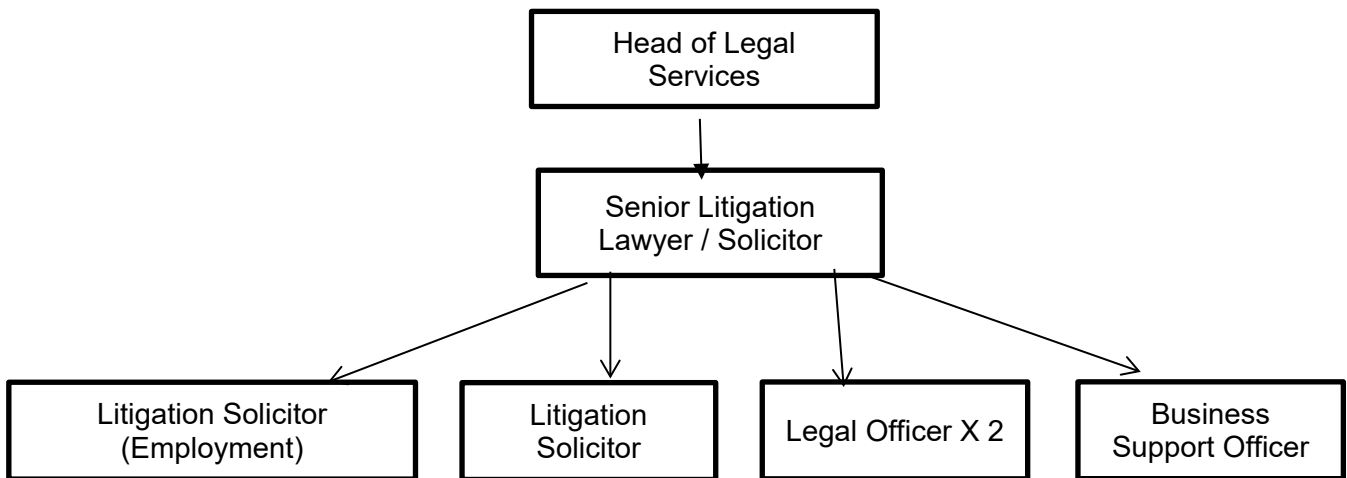 Head of Legal
Services
Senior Litigation
Lawyer / Solicitor
Litigation Solicitor
(Employment)
Litigation
Solicitor
Legal Officer X 2
Business
Support Officer